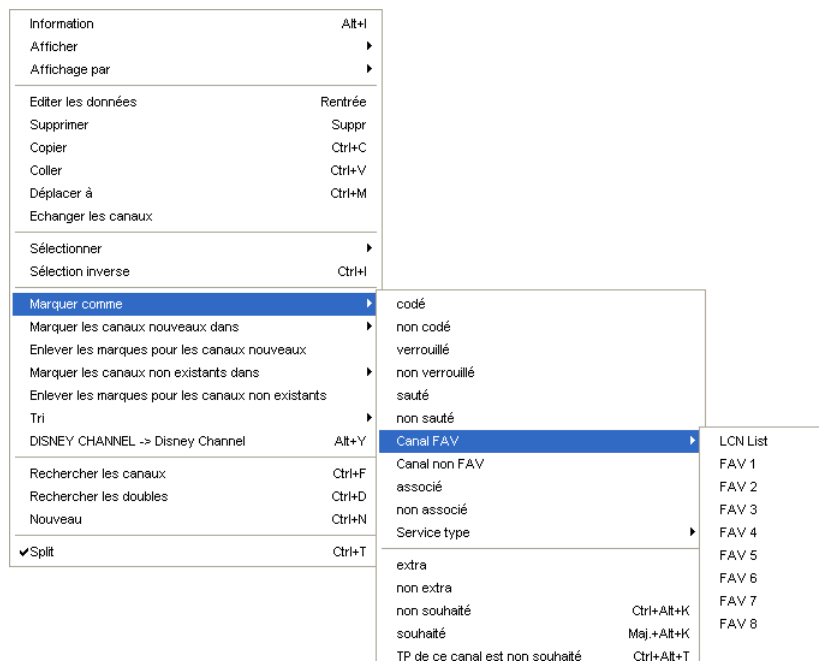 Information Alt+I
Afficher
Affichage par
Editer les données Rentrée
Supprimer Suppr
Copier Ctrl+C
Coller Ctrl+V
Déplacer à Ctrl+M
Echanger les canaux
Sélectionner
Sélection inverse Ctrl+I
Marquer comme
Marquer les canaux nouveaux dans
Enlever les marques pour les canaux nouveaux
Marquer les canaux non existants dans
Enlever les marques pour les canaux non existants
Tri
DISNEY CHANNEL -> Disney Channel Alt+Y
Rechercher les canaux Ctrl+F
Rechercher les doubles Ctrl+D
Nouveau Ctrl+N
Split Ctrl+T
codé
non codé
verrouillé
non verrouillé
sauté
non sauté
Canal FAV
Canal non FAV
associé
non associé
Service type
extra
non extra
non souhaité Ctrl+Alt+K
souhaité Maj.+Alt+K
TP de ce canal est non souhaité Ctrl+Alt+T
LCN List
FAV 1
FAV 2
FAV 3
FAV 4
FAV 5
FAV 6
FAV 7
FAV 8